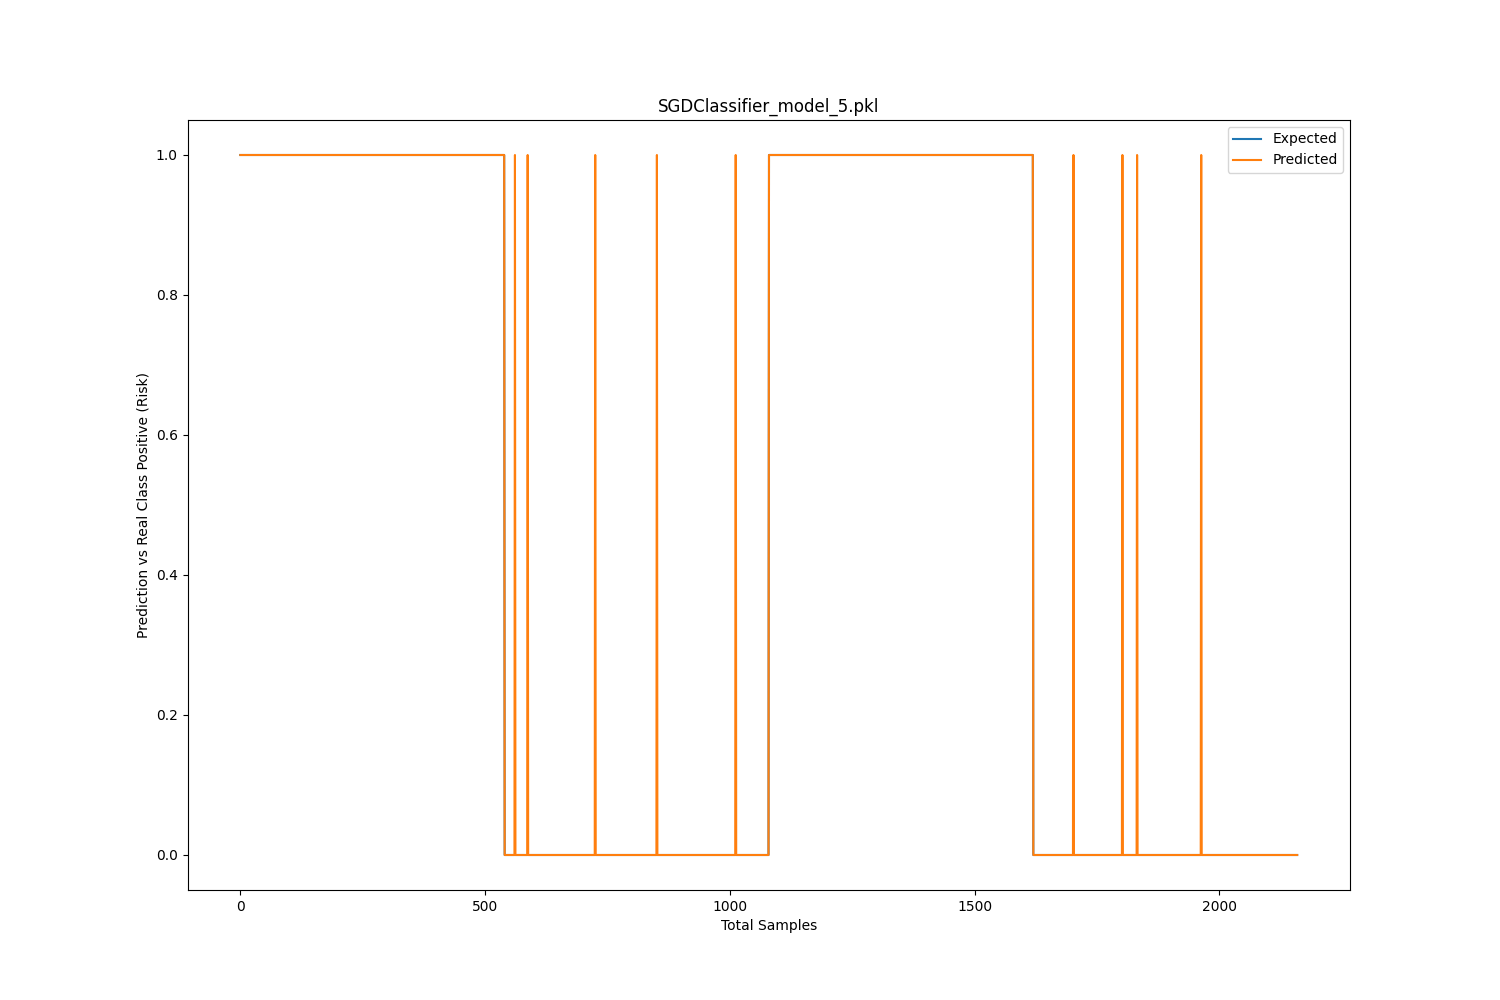 SGDClassifier_model_5.pkl
Expected
Predicted
1.0
0.8
0.6
0.4
0.2
0.0
Prediction vs Real Class Positive (Risk)
0
500
1000
1500
2000
Total Samples